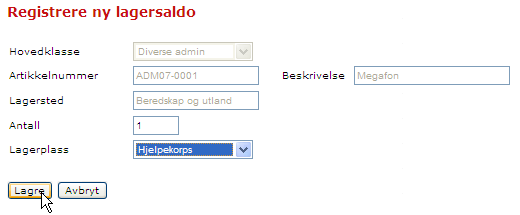 Registrere ny lagersaldo
Hovedklasse Diverse admin
Artikkelnummer ADM07-0001 Beskrivelse Megafon
Lagersted Beredskap og utland
Antall 1
Lagerplass Hjelpekorps
Lagre Avbryt